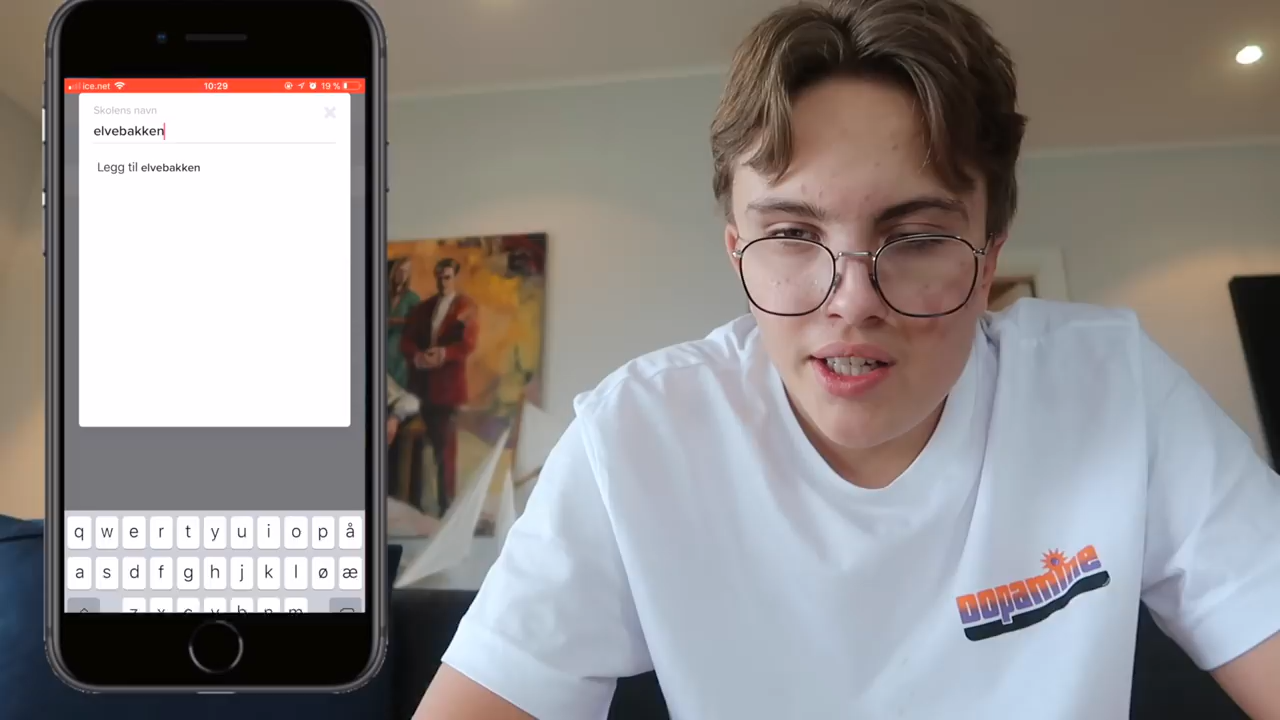 ice.net 10:29 19 %
Skolens navn
elvebakken
Legg til elvebakken
q w e r t y u i o p å
a s d f g h j k l ø æ
z x c v b n m
Dopamine